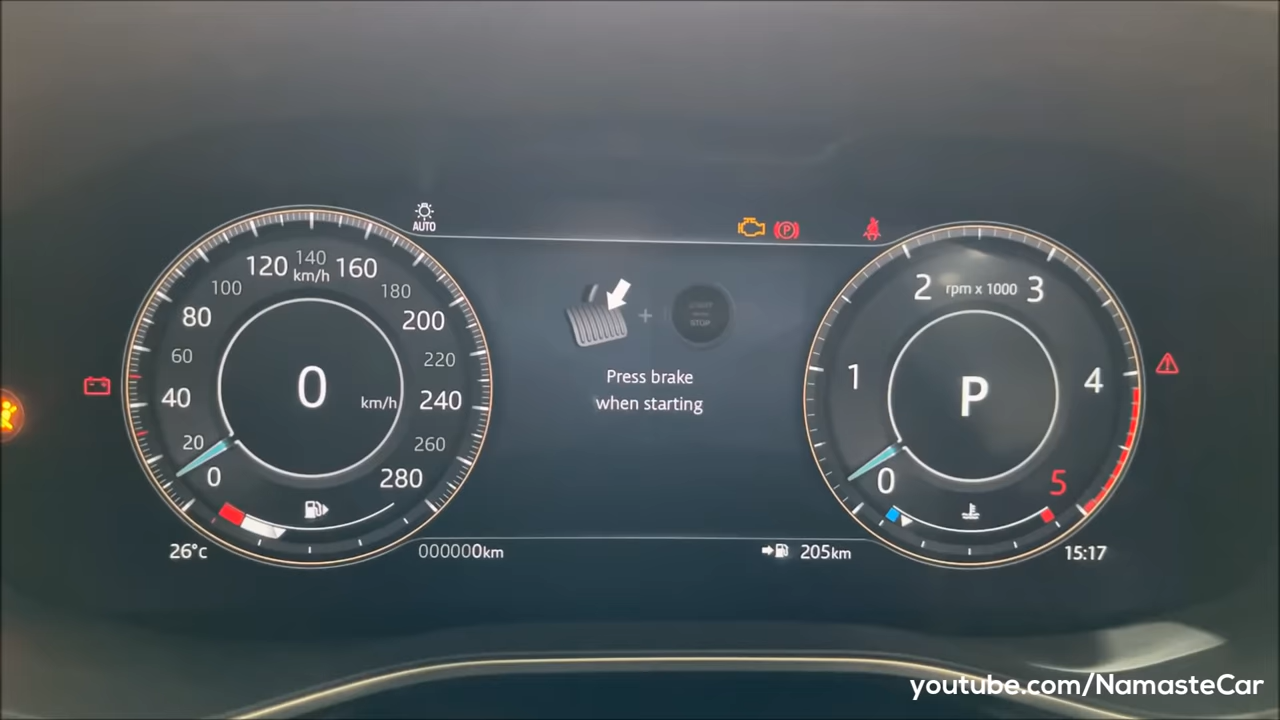 AUTO
120 140 160
km/h
100 180
80 200
60 220
40 240
20 260
0 280
0
km/h
START
STOP
Press brake
when starting
2 rpm x 1000 3
1 4
0 5
P
P
26°c
000000km
205km
15:17
youtube.com/NamasteCar